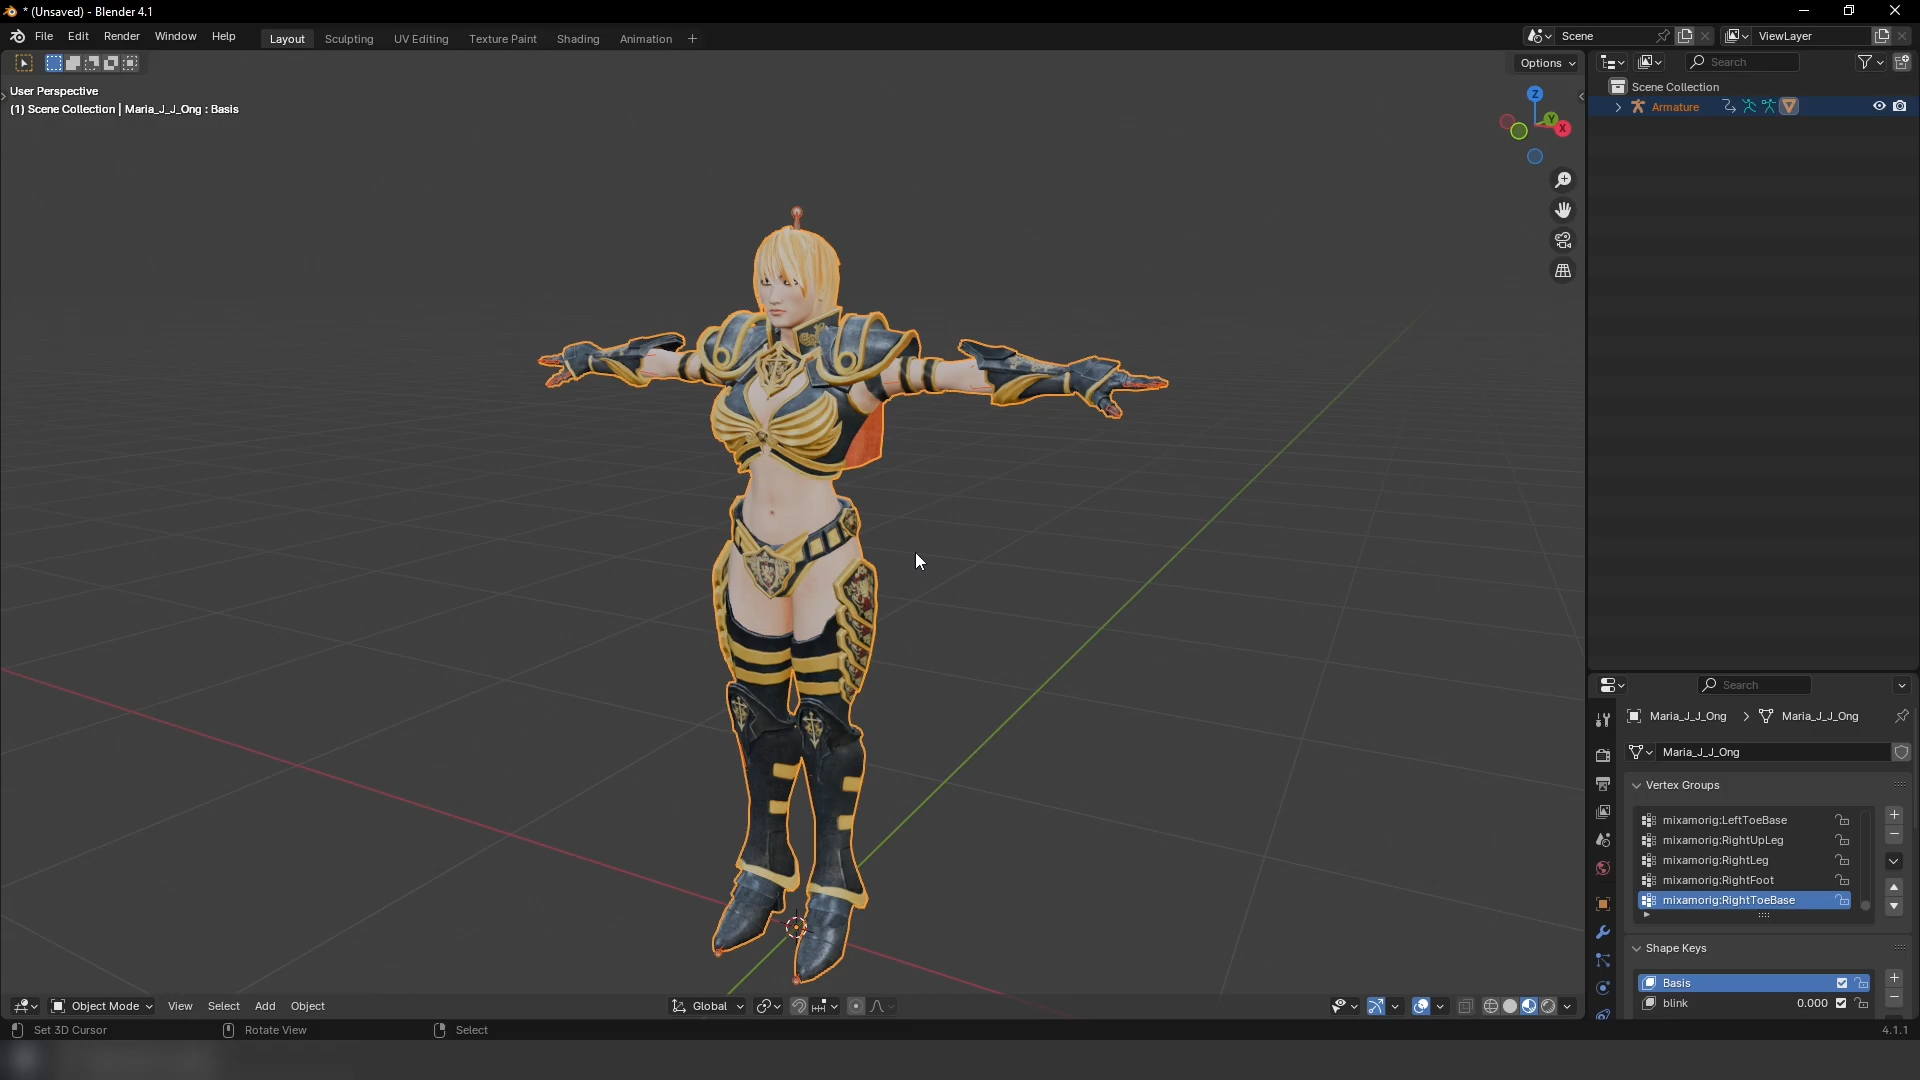 * (Unsaved) - Blender 4.1
File Edit Render Window Help Layout Sculpting UV Editing Texture Paint Shading Animation + Scene ViewLayer
Options Search
User Perspective
(1) Scene Collection | Maria_J_J_Ong : Basis
Z
Y
X
Scene Collection
Armature
Search
Maria_J_J_Ong > Maria_J_J_Ong
Maria_J_J_Ong
Vertex Groups
mixamorig:LeftToeBase
mixamorig:RightUpLeg
mixamorig:RightLeg
mixamorig:RightFoot
mixamorig:RightToeBase
Shape Keys
Basis
blink 0.000
Object Mode View Select Add Object Global
Set 3D Cursor Rotate View Select 4.1.1